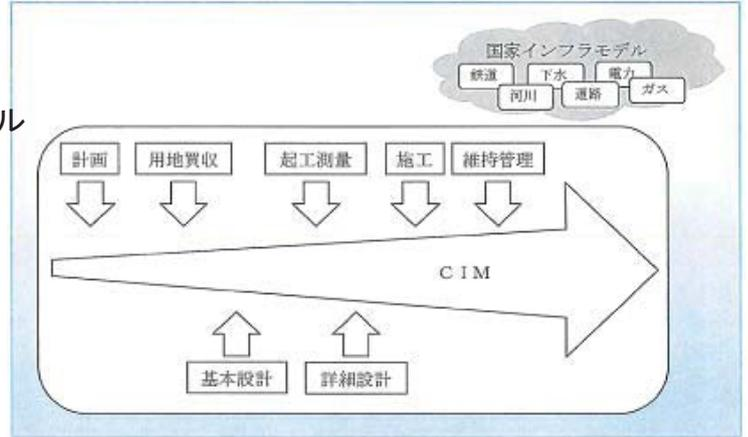 国家インフラモデル
鉄道 下水 電力
河川 道路 ガス
ル
計画 用地買収 起工測量 施工 維持管理
CIM
基本設計 詳細設計